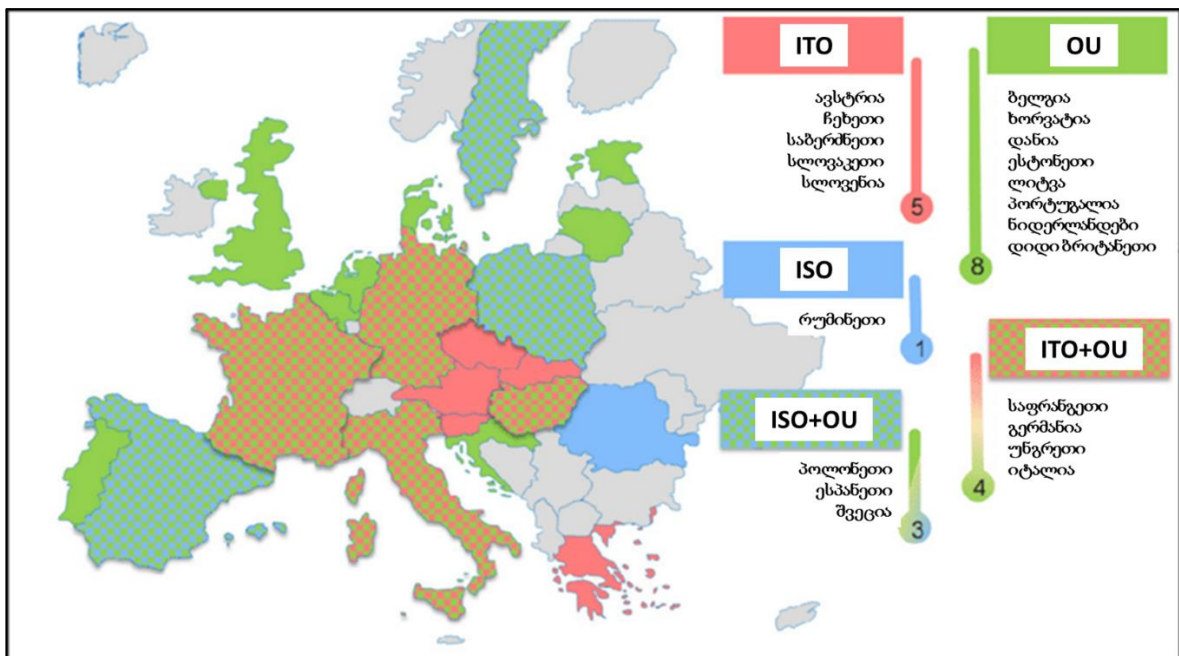 ITO
ავსტრია
ჩეხეთი
საბერძნეთი
სლოვაკეთი
სლოვენია
5
ISO
რუმინეთი
1
ISO+OU
პოლონეთი
ესპანეთი
შვეცია
3
OU
ბელგია
ხორვატია
დანია
ესტონეთი
ლიტვა
პორტუგალია
ნიდერლანდები
დიდი ბრიტანეთი
8
ITO+OU
საფრანგეთი
გერმანია
უნგრეთი
იტალია
4